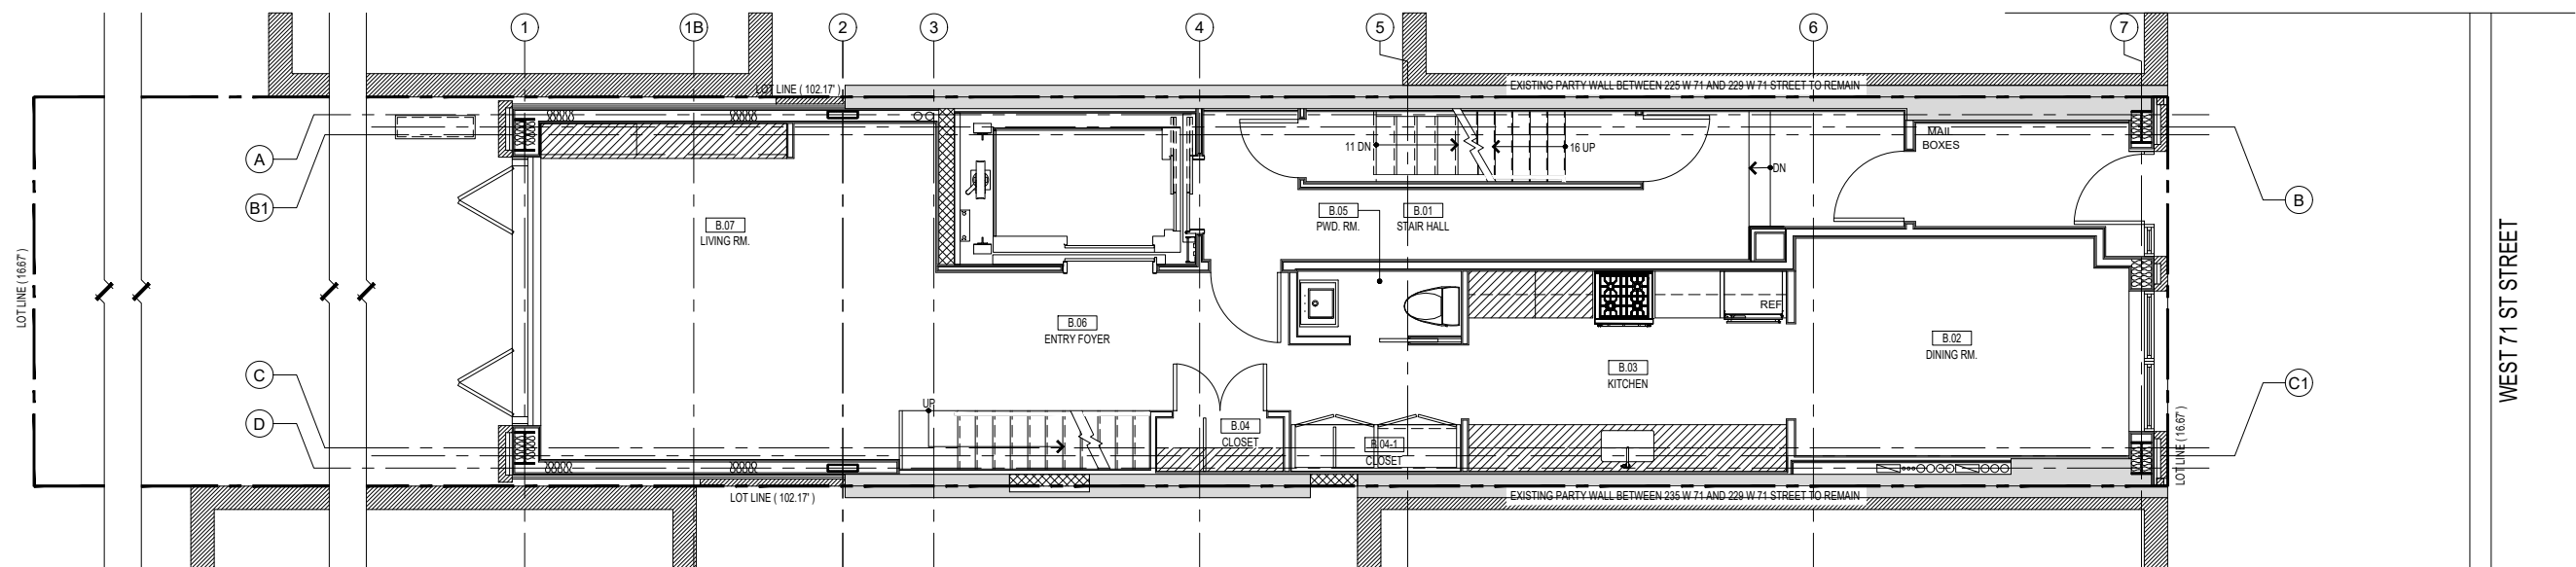 1
1B
2
3
4
5
6
7
LOT LINE ( 102.17' )
EXISTING PARTY WALL BETWEEN 225 W 71 AND 229 W 71 STREET TO REMAIN
A
B1
B
C
D
C1
MAIL
BOXES
11 DN
16 UP
DN
B.07
LIVING RM.
B.05
PWD. RM.
B.01
STAIR HALL
LOT LINE ( 16.67' )
WEST 71 ST STREET
REF
B.06
ENTRY FOYER
B.02
DINING RM.
B.03
KITCHEN
UP
B.04
CLOSET
B.04-1
CLOSET
LOT LINE ( 16.67' )
LOT LINE ( 102.17' )
EXISTING PARTY WALL BETWEEN 235 W 71 AND 229 W 71 STREET TO REMAIN